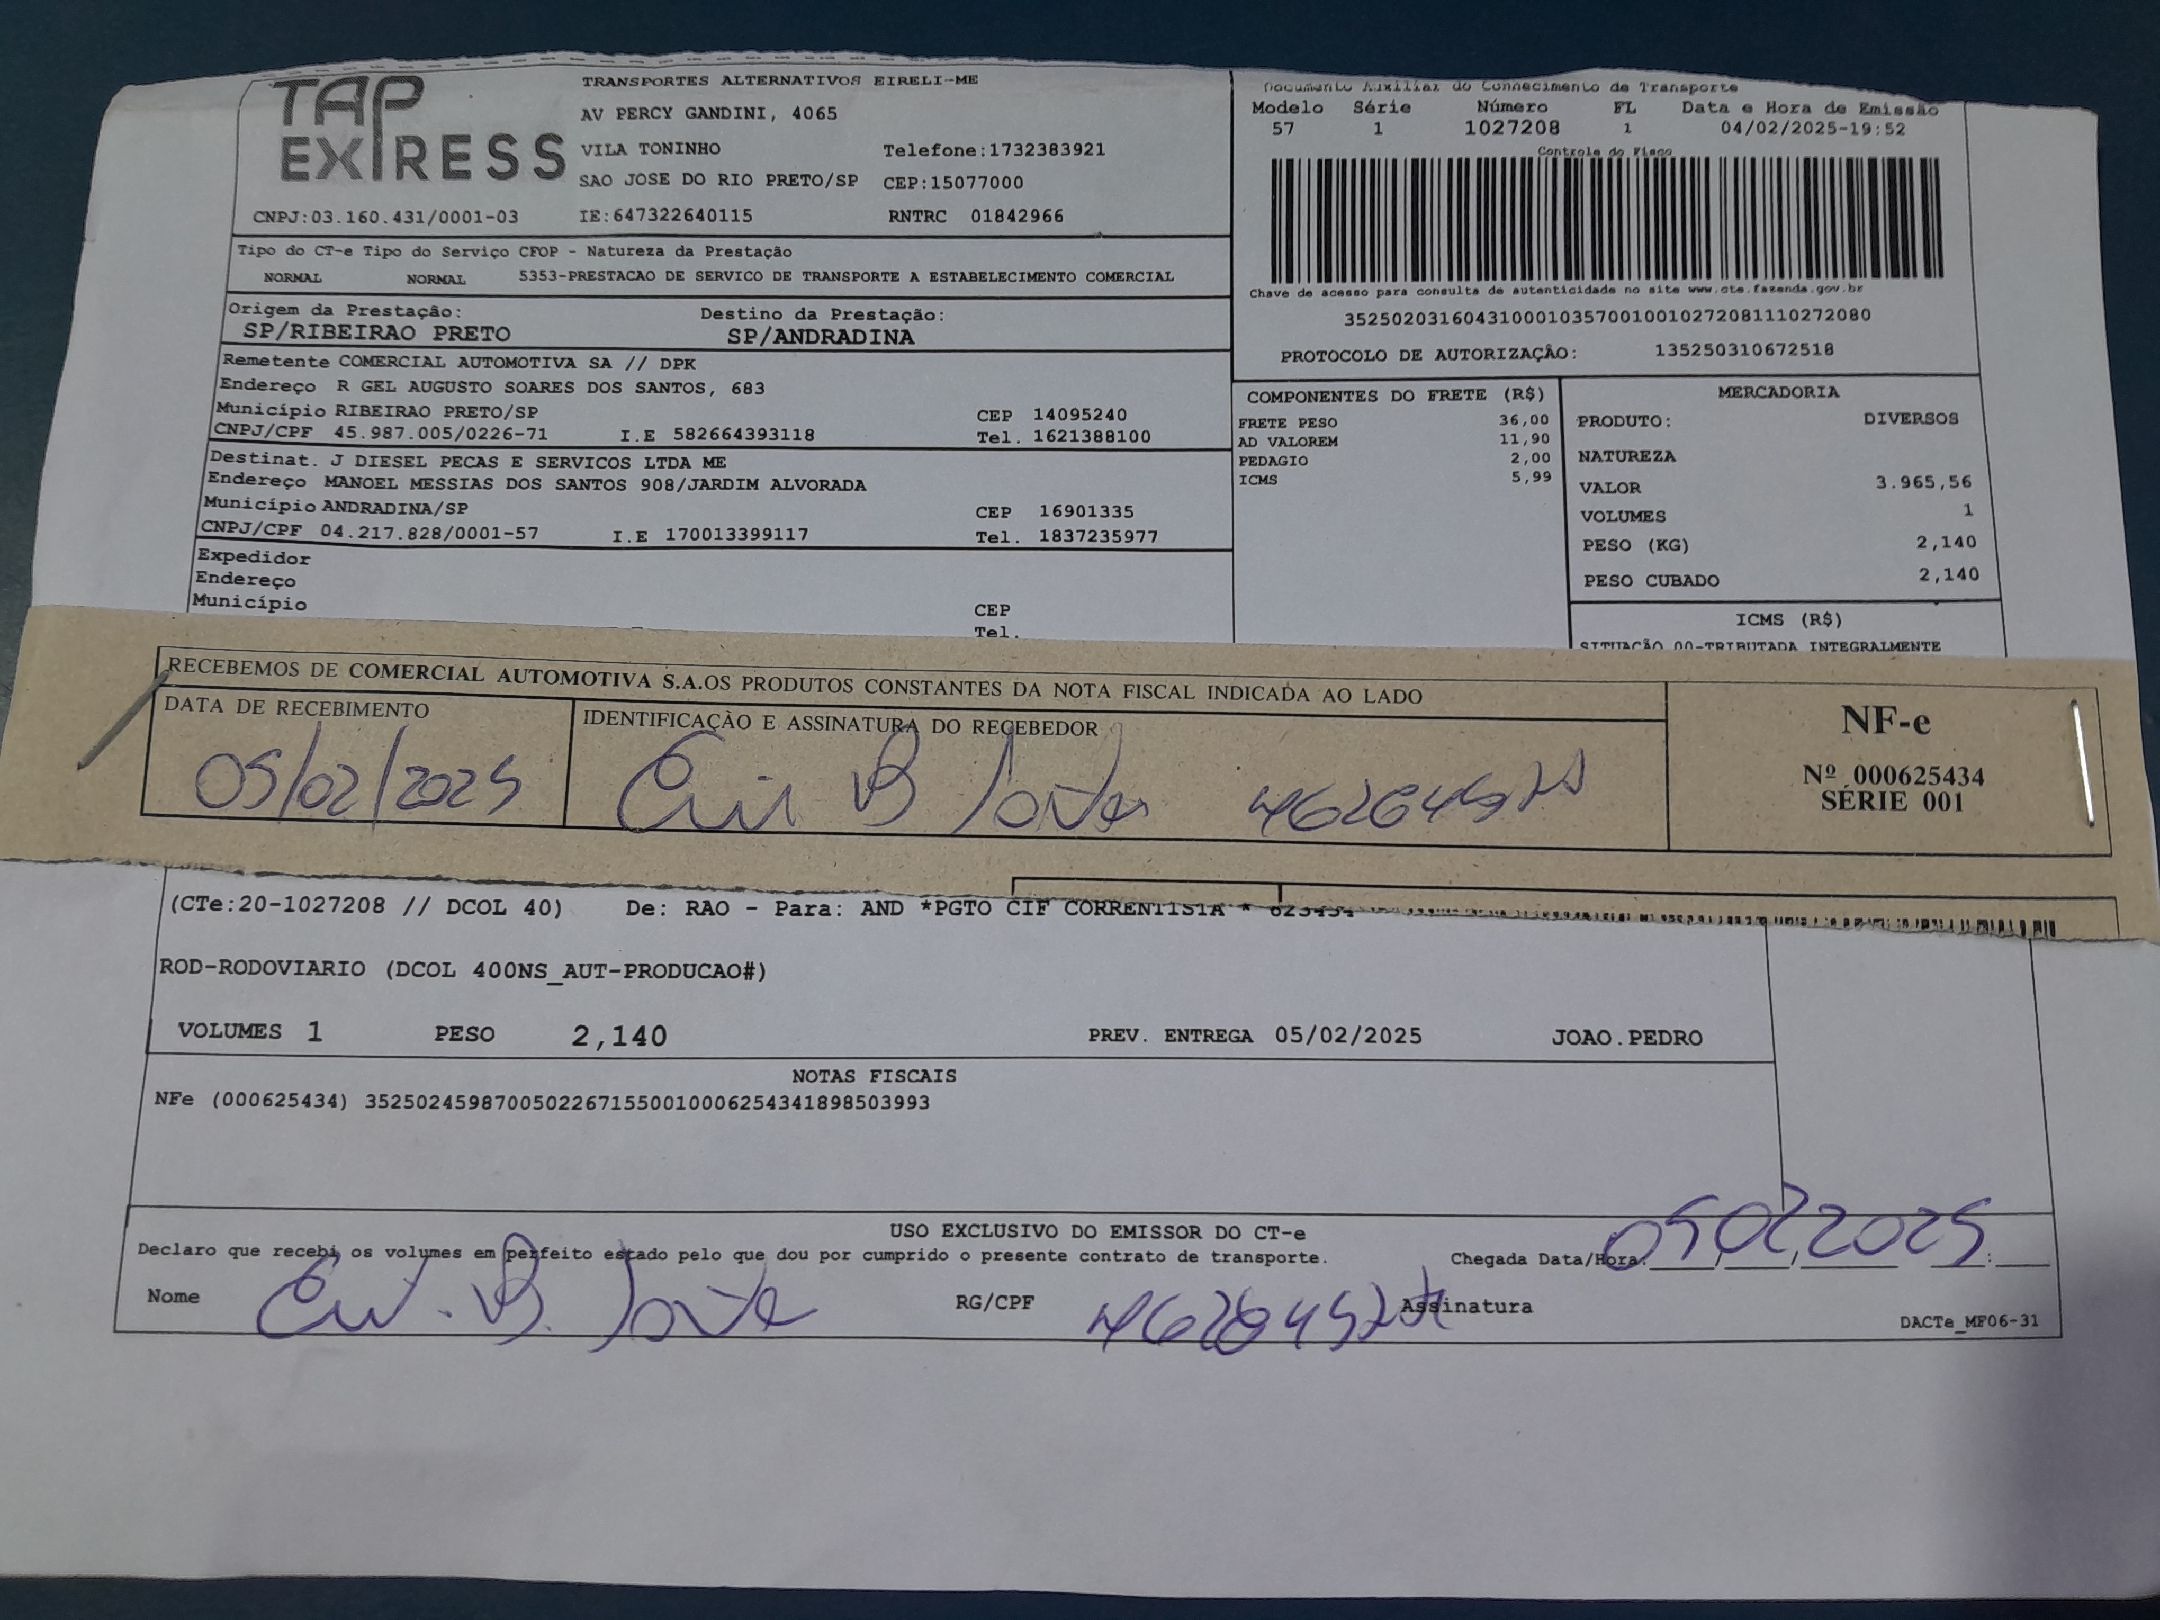 TAP EXPRESS
TRANSPORTES ALTERNATIVOS EIRELI-ME
AV PERCY GANDINI, 4065
VILA TONINHO Telefone:1732383921
SAO JOSE DO RIO PRETO/SP CEP:15077000
CNPJ:03.160.431/0001-03 IE:647322640115 RNTRC 01842966
Documento Auxiliar do Conhecimento de Transporte
Modelo Série Número FL Data e Hora de Emissão
57 1 1027208 1 04/02/2025-19:52
Controle do Fisco
Chave de acesso para consulta de autenticidade no site www.cte.fazenda.gov.br
35250203160431000103570010010272081110272080
PROTOCOLO DE AUTORIZAÇÃO: 135250310672518
Tipo do CT-e Tipo do Serviço CFOP - Natureza da Prestação
NORMAL NORMAL 5353-PRESTACAO DE SERVICO DE TRANSPORTE A ESTABELECIMENTO COMERCIAL
Origem da Prestação: Destino da Prestação:
SP/RIBEIRAO PRETO SP/ANDRADINA
Remetente COMERCIAL AUTOMOTIVA SA // DPK
Endereço R GEL AUGUSTO SOARES DOS SANTOS, 683
Município RIBEIRAO PRETO/SP CEP 14095240
CNPJ/CPF 45.987.005/0226-71 I.E 582664393118 Tel. 1621388100
Destinat. J DIESEL PECAS E SERVICOS LTDA ME
Endereço MANOEL MESSIAS DOS SANTOS 908/JARDIM ALVORADA
Município ANDRADINA/SP CEP 16901335
CNPJ/CPF 04.217.828/0001-57 I.E 170013399117 Tel. 1837235977
Expedidor
Endereço
Município CEP
Tel.
COMPONENTES DO FRETE (R$)
FRETE PESO 36,00
AD VALOREM 11,90
PEDAGIO 2,00
ICMS 5,99
MERCADORIA
PRODUTO: DIVERSOS
NATUREZA
VALOR 3.965,56
VOLUMES 1
PESO (KG) 2,140
PESO CUBADO 2,140
ICMS (R$)
SITUAÇÃO 00-TRIBUTADA INTEGRALMENTE
RECEBEMOS DE COMERCIAL AUTOMOTIVA S.A.OS PRODUTOS CONSTANTES DA NOTA FISCAL INDICADA AO LADO
DATA DE RECEBIMENTO IDENTIFICAÇÃO E ASSINATURA DO RECEBEDOR
05/02/2025
NF-e
Nº 000625434
SÉRIE 001
(CTe:20-1027208 // DCOL 40) De: RAO - Para: AND *PGTO CIF CORRENTISTA * 625434
ROD-RODOVIARIO (DCOL 400NS_AUT-PRODUCAO#)
VOLUMES 1 PESO 2,140 PREV. ENTREGA 05/02/2025 JOAO.PEDRO
NOTAS FISCAIS
NFe (000625434) 35250245987005022671550010006254341898503993
USO EXCLUSIVO DO EMISSOR DO CT-e
Declaro que recebi os volumes em perfeito estado pelo que dou por cumprido o presente contrato de transporte. Chegada Data/Hora: 05 02 2025
Nome RG/CPF Assinatura
DACTe_MF06-31